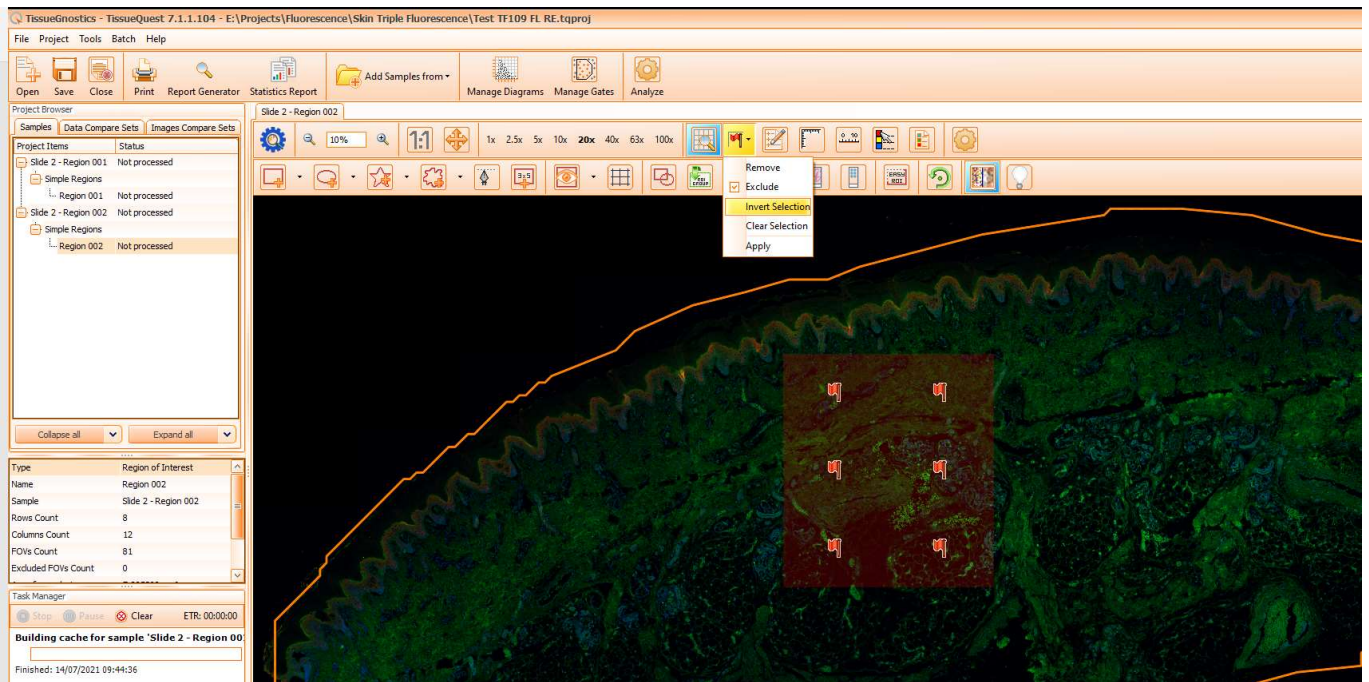 TissueGnostics - TissueQuest 7.1.1.104 - E:\Projects\Fluorescence\Skin Triple Fluorescence\Test TF109 FL RE.tqproj
File Project Tools Batch Help
Open Save Close Print Report Generator Statistics Report Add Samples from Manage Diagrams Manage Gates Analyze
Project Browser
Samples Data Compare Sets Images Compare Sets
Project Items Status
Slide 2 - Region 001 Not processed
Simple Regions
Region 001 Not processed
Slide 2 - Region 002 Not processed
Simple Regions
Region 002 Not processed
Collapse all Expand all
Type Region of Interest
Name Region 002
Sample Slide 2 - Region 002
Rows Count 8
Columns Count 12
FOVs Count 81
Excluded FOVs Count 0
Task Manager
Stop Pause Clear ETR: 00:00:00
Building cache for sample 'Slide 2 - Region 00
Finished: 14/07/2021 09:44:36
Slide 2 - Region 002
10% 1:1 1x 2.5x 5x 10x 20x 40x 63x 100x
EASY
ROI
Remove
Exclude
Invert Selection
Clear Selection
Apply